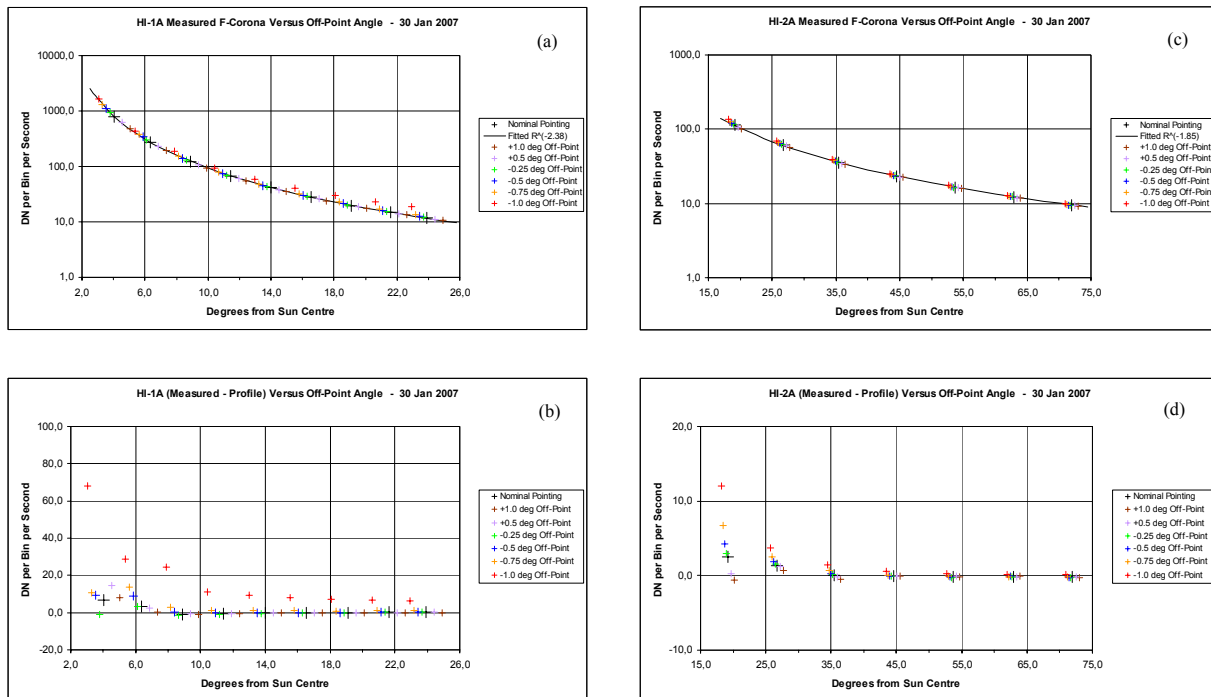 HI-1A Measured F-Corona Versus Off-Point Angle - 30 Jan 2007
(a)
DN per Bin per Second
10000,0
1000,0
100,0
10,0
1,0
2,0 6,0 10,0 14,0 18,0 22,0 26,0
Degrees from Sun Centre
Nominal Pointing
Fitted R^(-2.38)
+1.0 deg Off-Point
+0.5 deg Off-Point
-0.25 deg Off-Point
-0.5 deg Off-Point
-0.75 deg Off-Point
-1.0 deg Off-Point
HI-2A Measured F-Corona Versus Off-Point Angle - 30 Jan 2007
(c)
DN per Bin per Second
1000,0
100,0
10,0
1,0
15,0 25,0 35,0 45,0 55,0 65,0 75,0
Degrees from Sun Centre
Nominal Pointing
Fitted R^(-1.85)
+1.0 deg Off-Point
+0.5 deg Off-Point
-0.25 deg Off-Point
-0.5 deg Off-Point
-0.75 deg Off-Point
-1.0 deg Off-Point
HI-1A (Measured - Profile) Versus Off-Point Angle - 30 Jan 2007
(b)
DN per Bin per Second
100,0
80,0
60,0
40,0
20,0
0,0
-20,0
2,0 6,0 10,0 14,0 18,0 22,0 26,0
Degrees from Sun Centre
Nominal Pointing
+1.0 deg Off-Point
+0.5 deg Off-Point
-0.25 deg Off-Point
-0.5 deg Off-Point
-0.75 deg Off-Point
-1.0 deg Off-Point
HI-2A (Measured - Profile) Versus Off-Point Angle - 30 Jan 2007
(d)
DN per Bin per Second
20,0
10,0
0,0
-10,0
15,0 25,0 35,0 45,0 55,0 65,0 75,0
Degrees from Sun Centre
Nominal Pointing
+1.0 deg Off-Point
+0.5 deg Off-Point
-0.25 deg Off-Point
-0.5 deg Off-Point
-0.75 deg Off-Point
-1.0 deg Off-Point